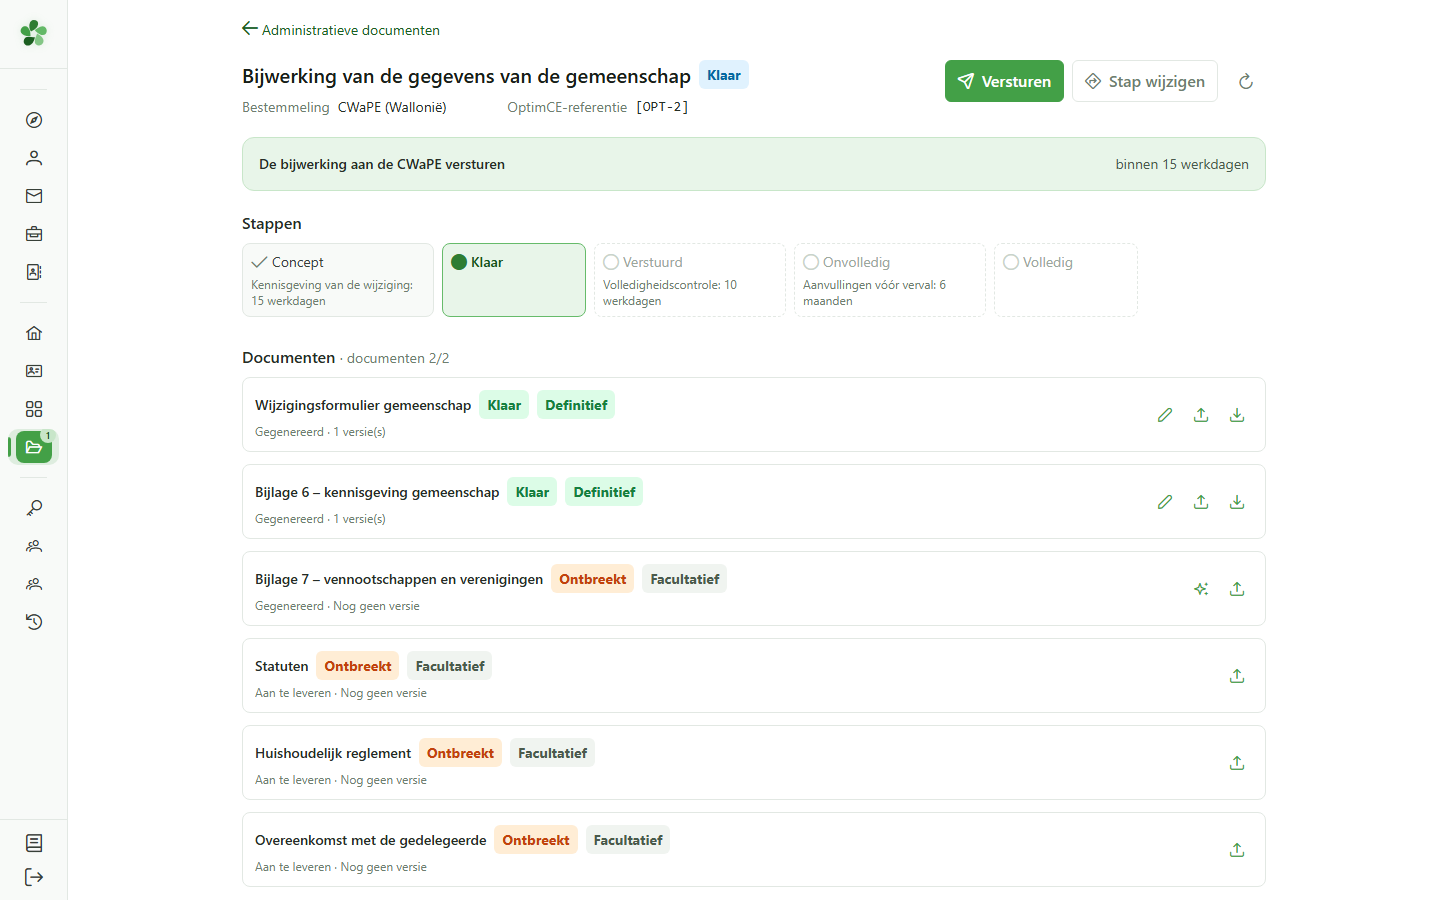 Administratieve documenten
Bijwerking van de gegevens van de gemeenschap Klaar
Versturen
Stap wijzigen
Bestemmeling CWaPE (Wallonië) OptimCE-referentie [OPT-2]
De bijwerking aan de CWaPE versturen binnen 15 werkdagen
Stappen
Concept
Kennisgeving van de wijziging:
15 werkdagen
Klaar
Verstuurd
Volledigheidscontrole: 10
werkdagen
Onvolledig
Aanvullingen vóór verval: 6
maanden
Volledig
Documenten · documenten 2/2
Wijzigingsformulier gemeenschap Klaar Definitief
Gegenereerd · 1 versie(s)
1
Bijlage 6 – kennisgeving gemeenschap Klaar Definitief
Gegenereerd · 1 versie(s)
Bijlage 7 – vennootschappen en verenigingen Ontbreekt Facultatief
Gegenereerd · Nog geen versie
Statuten Ontbreekt Facultatief
Aan te leveren · Nog geen versie
Huishoudelijk reglement Ontbreekt Facultatief
Aan te leveren · Nog geen versie
Overeenkomst met de gedelegeerde Ontbreekt Facultatief
Aan te leveren · Nog geen versie